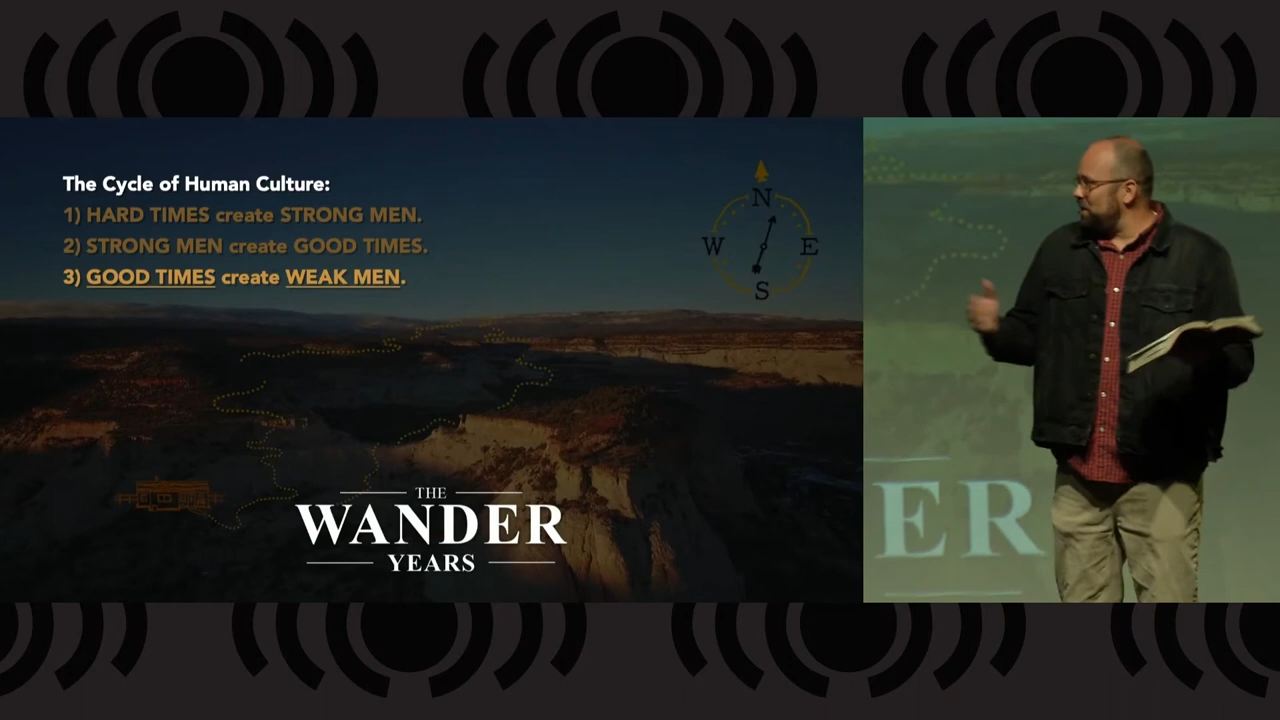 The Cycle of Human Culture:
1) HARD TIMES create STRONG MEN.
2) STRONG MEN create GOOD TIMES.
3) GOOD TIMES create WEAK MEN.
N
W E
S
THE
WANDER
YEARS
ER